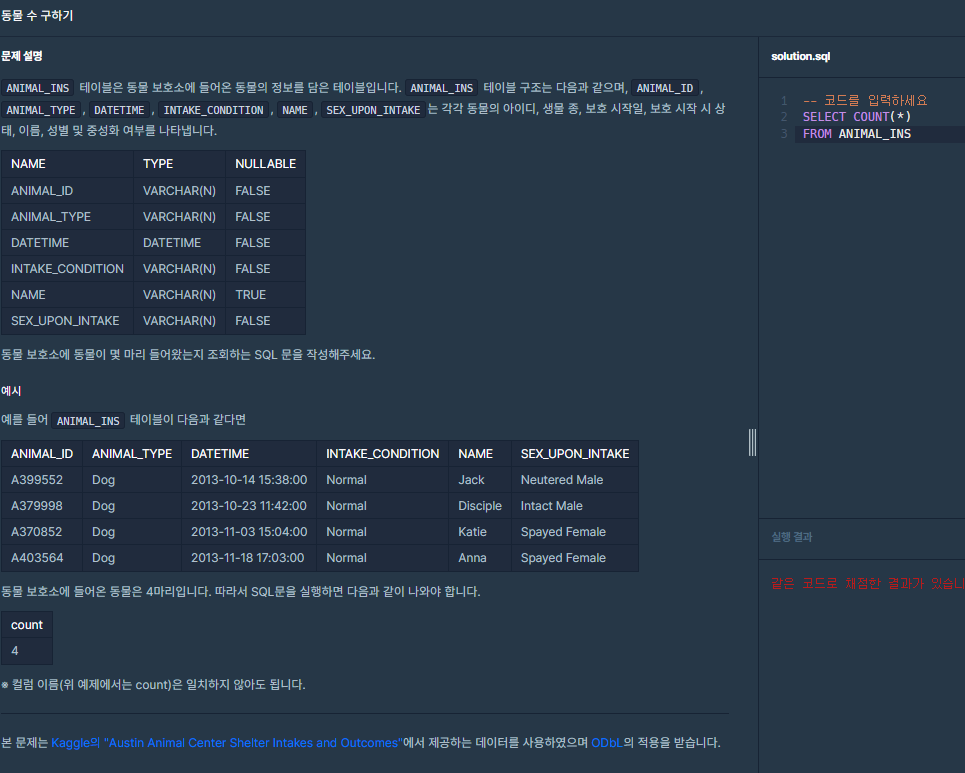 동물 수 구하기
문제 설명
solution.sql
ANIMAL_INS 테이블은 동물 보호소에 들어온 동물의 정보를 담은 테이블입니다. ANIMAL_INS 테이블 구조는 다음과 같으며, ANIMAL_ID ,
ANIMAL_TYPE , DATETIME , INTAKE_CONDITION , NAME , SEX_UPON_INTAKE 는 각각 동물의 아이디, 생물 종, 보호 시작일, 보호 시작 시 상
태, 이름, 성별 및 중성화 여부를 나타냅니다.
NAME TYPE NULLABLE
ANIMAL_ID VARCHAR(N) FALSE
ANIMAL_TYPE VARCHAR(N) FALSE
DATETIME DATETIME FALSE
INTAKE_CONDITION VARCHAR(N) FALSE
NAME VARCHAR(N) TRUE
SEX_UPON_INTAKE VARCHAR(N) FALSE
동물 보호소에 동물이 몇 마리 들어왔는지 조회하는 SQL 문을 작성해주세요.
예시
예를 들어 ANIMAL_INS 테이블이 다음과 같다면
ANIMAL_ID ANIMAL_TYPE DATETIME INTAKE_CONDITION NAME SEX_UPON_INTAKE
A399552 Dog 2013-10-14 15:38:00 Normal Jack Neutered Male
A379998 Dog 2013-10-23 11:42:00 Normal Disciple Intact Male
A370852 Dog 2013-11-03 15:04:00 Normal Katie Spayed Female
A403564 Dog 2013-11-18 17:03:00 Normal Anna Spayed Female
동물 보호소에 들어온 동물은 4마리입니다. 따라서 SQL문을 실행하면 다음과 같이 나와야 합니다.
count
4
※ 컬럼 이름(위 예제에서는 count)은 일치하지 않아도 됩니다.
본 문제는 Kaggle의 "Austin Animal Center Shelter Intakes and Outcomes"에서 제공하는 데이터를 사용하였으며 ODbL의 적용을 받습니다.
1 -- 코드를 입력하세요
2 SELECT COUNT(*)
3 FROM ANIMAL_INS
실행 결과
같은 코드로 채점한 결과가 있습니